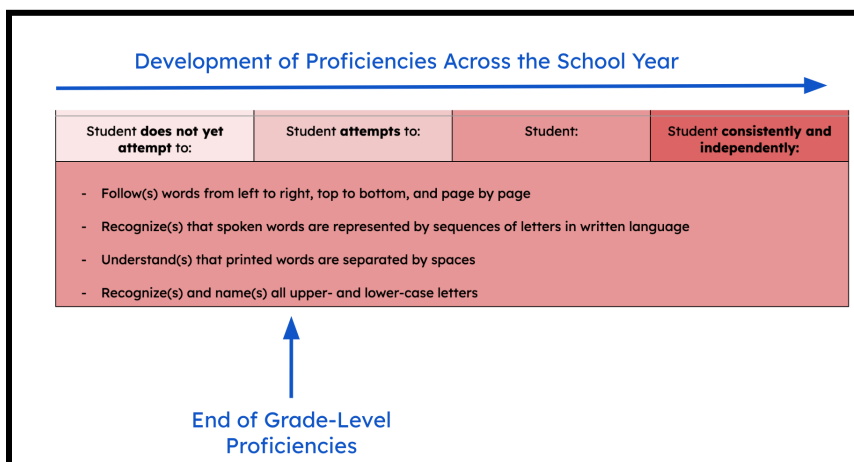 Development of Proficiencies Across the School Year
Student does not yet
attempt to:
Student attempts to:
Student:
Student consistently and
independently:
- Follow(s) words from left to right, top to bottom, and page by page
- Recognize(s) that spoken words are represented by sequences of letters in written language
- Understand(s) that printed words are separated by spaces
- Recognize(s) and name(s) all upper- and lower-case letters
End of Grade-Level
Proficiencies